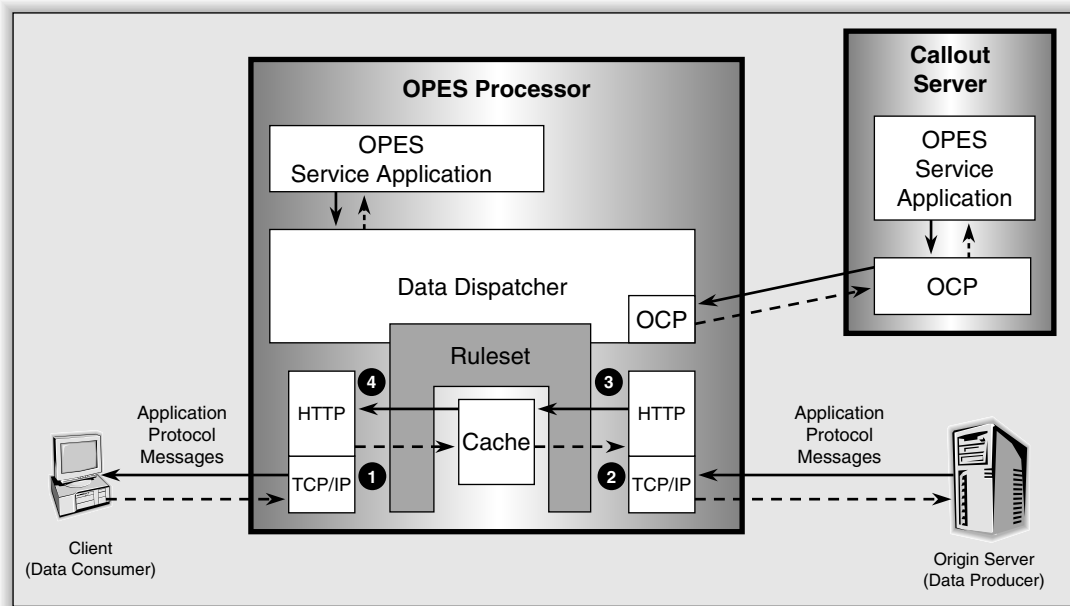 OPES Processor
OPES
Service Application
Data Dispatcher
OCP
Ruleset
4
3
HTTP
Cache
HTTP
1
2
TCP/IP
TCP/IP
Callout
Server
OPES
Service
Application
OCP
Application
Protocol
Messages
Client
(Data Consumer)
Application
Protocol
Messages
Origin Server
(Data Producer)